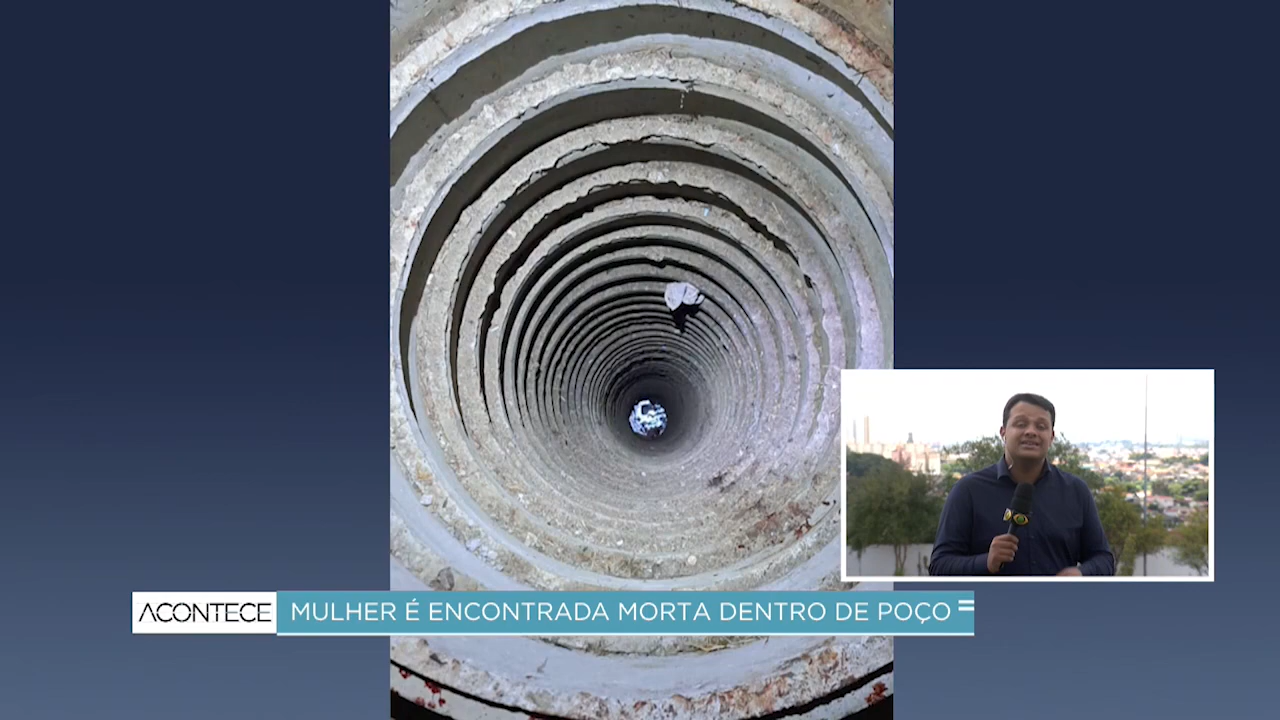 ACONTECE
MULHER É ENCONTRADA MORTA DENTRO DE POÇO